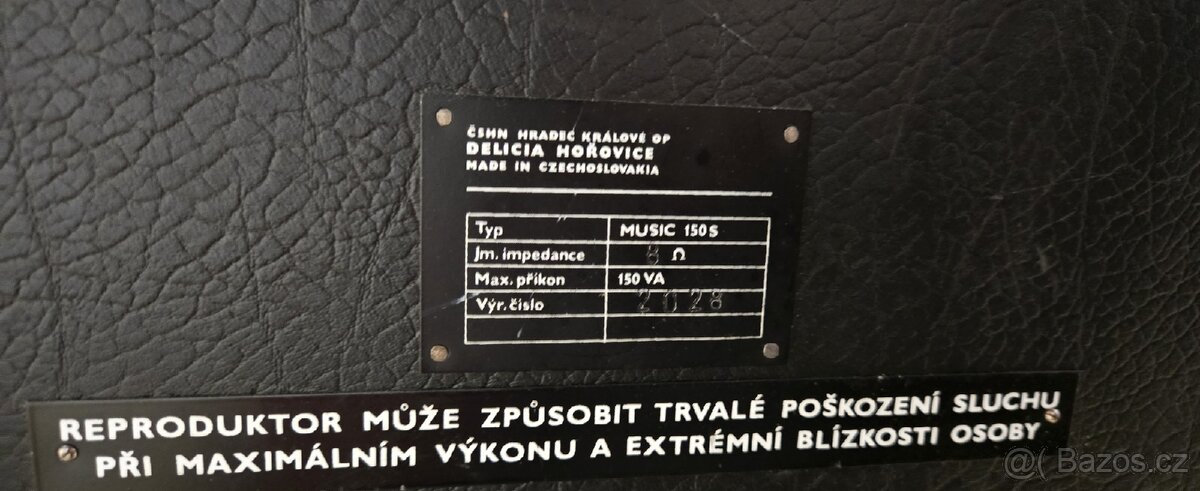 ČSHN HRADEC KRÁLOVÉ OP
DELICIA HOŘOVICE
MADE IN CZECHOSLOVAKIA
Typ MUSIC 150S
Jm. impedance 8 Ω
Max. příkon 150 VA
Výr. číslo 2028
REPRODUKTOR MŮŽE ZPŮSOBIT TRVALÉ POŠKOZENÍ SLUCHU
PŘI MAXIMÁLNÍM VÝKONU A EXTRÉMNÍ BLÍZKOSTI OSOBY
@( Bazos.cz